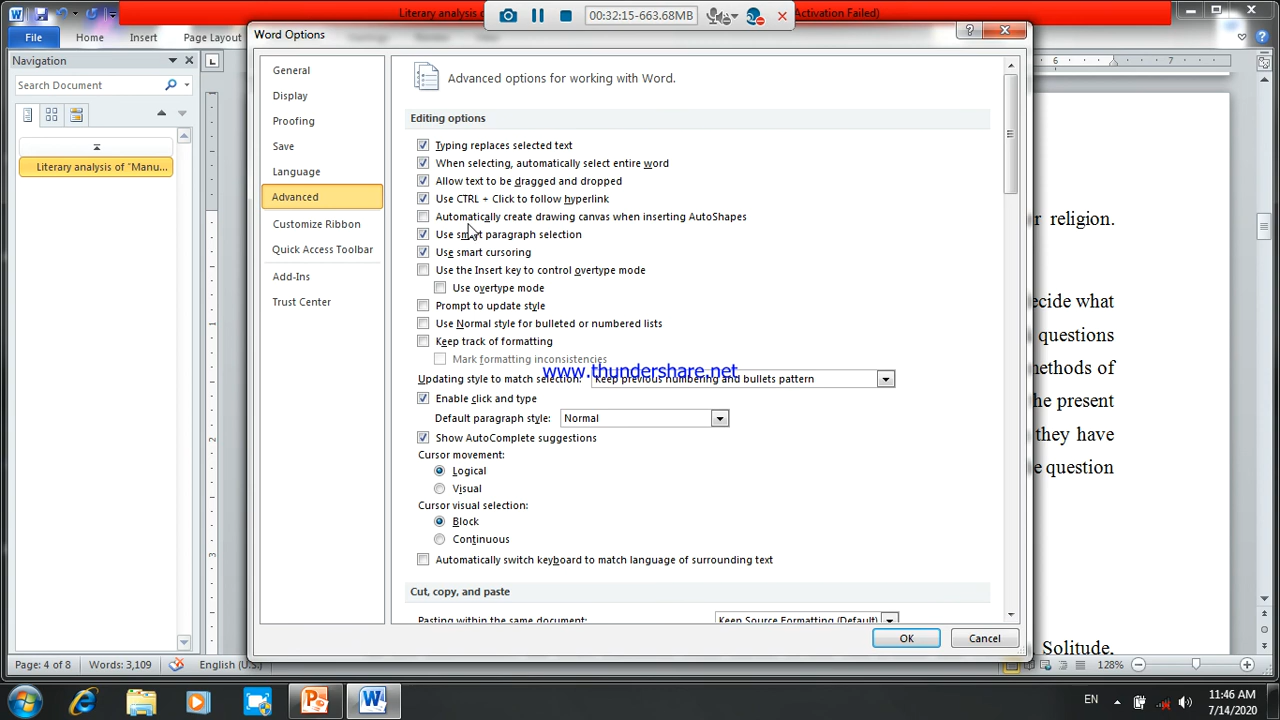 Literary analysis of
00:32:15-663.68MB
Activation Failed)
File
Home
Insert
Page Layout
Word Options
Navigation
Search Document
Literary analysis of "Manu...
General
Display
Proofing
Save
Language
Advanced
Customize Ribbon
Quick Access Toolbar
Add-Ins
Trust Center
Advanced options for working with Word.
Editing options
Typing replaces selected text
When selecting, automatically select entire word
Allow text to be dragged and dropped
Use CTRL + Click to follow hyperlink
Automatically create drawing canvas when inserting AutoShapes
Use smart paragraph selection
Use smart cursoring
Use the Insert key to control overtype mode
Use overtype mode
Prompt to update style
Use Normal style for bulleted or numbered lists
Keep track of formatting
Mark formatting inconsistencies
www.thundershare.net
Updating style to match selection: Keep previous numbering and bullets pattern
Enable click and type
Default paragraph style: Normal
Show AutoComplete suggestions
Cursor movement:
Logical
Visual
Cursor visual selection:
Block
Continuous
Automatically switch keyboard to match language of surrounding text
Cut, copy, and paste
Pasting within the same document: Keep Source Formatting (Default)
OK
Cancel
6 7
2
3
religion.
what
questions
of
the present
they have
question
Solitude,
Page: 4 of 8
Words: 3,109
English (U.S.)
128%
EN
11:46 AM
7/14/2020